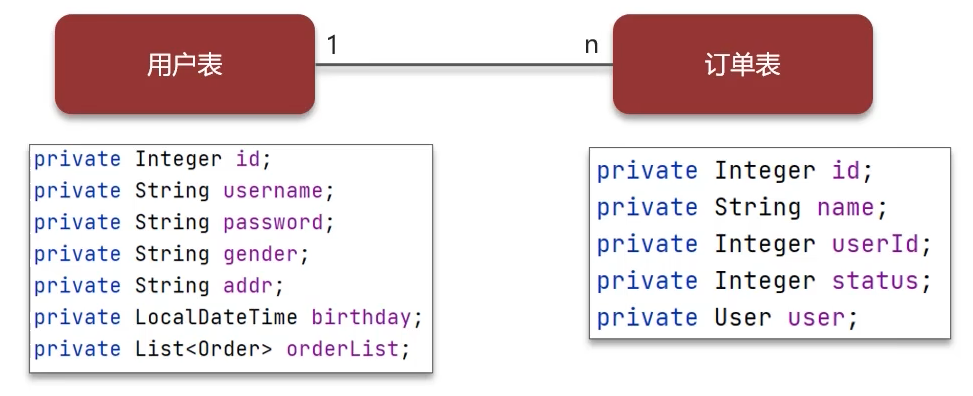 用户表
1
n
订单表
private Integer id;
private String username;
private String password;
private String gender;
private String addr;
private LocalDateTime birthday;
private List<Order> orderList;
private Integer id;
private String name;
private Integer userId;
private Integer status;
private User user;